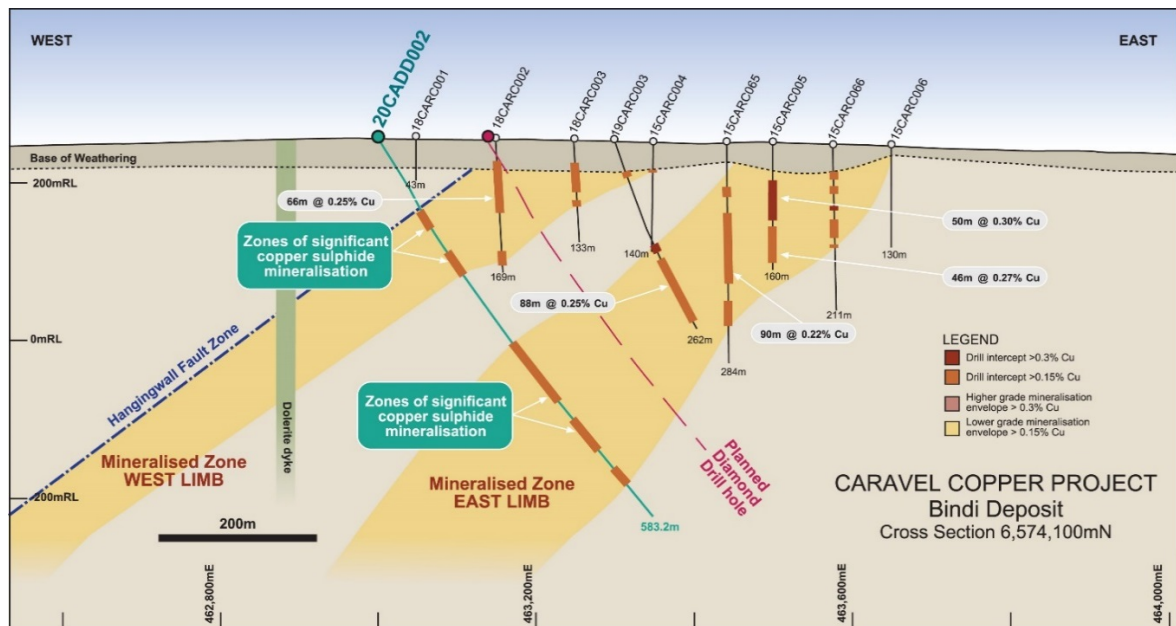 WEST
EAST
20CADD002
18CARC001
18CARC002
18CARC003
19CARC003
15CARC004
15CARC065
15CARC005
15CARC066
15CARC006
Base of Weathering
200mRL
43m
66m @ 0.25% Cu
Zones of significant
copper sulphide
mineralisation
169m
133m
140m
88m @ 0.25% Cu
262m
284m
90m @ 0.22% Cu
160m
50m @ 0.30% Cu
46m @ 0.27% Cu
211m
130m
0mRL
Hangingwall Fault Zone
Dolerite dyke
Zones of significant
copper sulphide
mineralisation
LEGEND
Drill intercept >0.3% Cu
Drill intercept >0.15% Cu
Higher grade mineralisation
envelope > 0.3% Cu
Lower grade mineralisation
envelope > 0.15% Cu
Mineralised Zone
WEST LIMB
Mineralised Zone
EAST LIMB
Planned
Diamond
Drill hole
-200mRL
200m
583.2m
CARAVEL COPPER PROJECT
Bindi Deposit
Cross Section 6,574,100mN
462,800mE
463,200mE
463,600mE
464,000mE